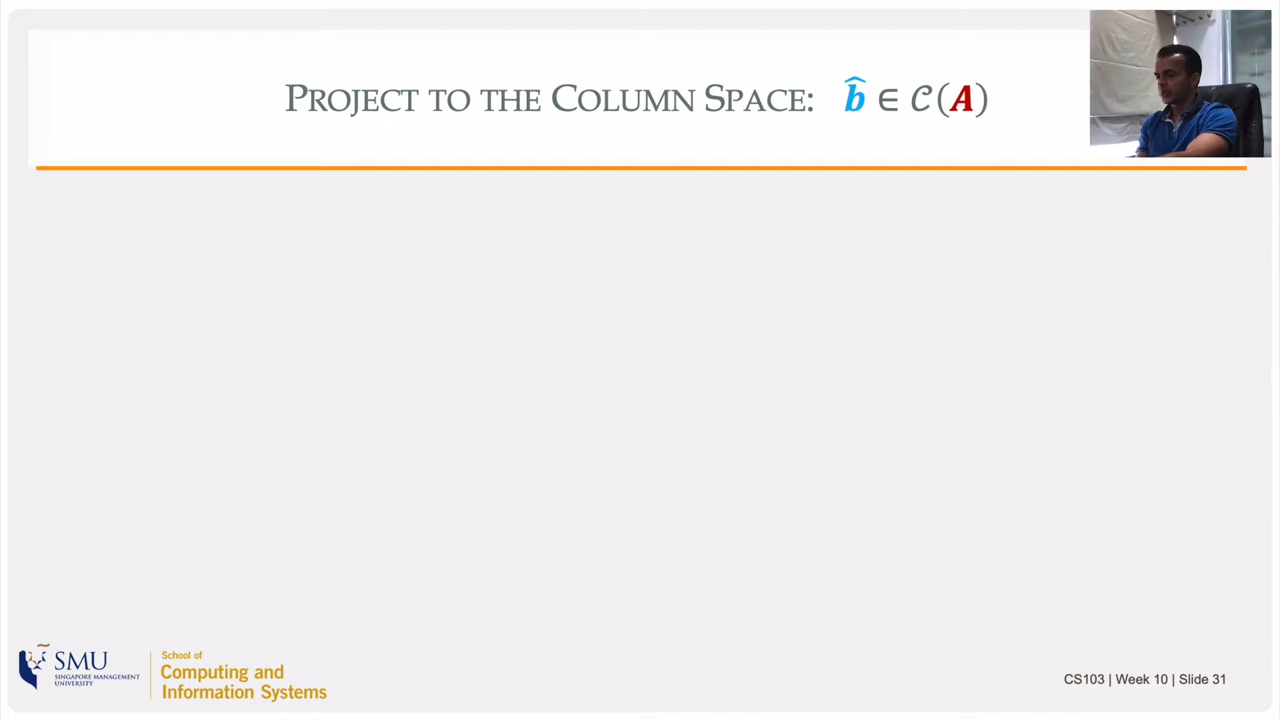 PROJECT TO THE COLUMN SPACE: b̂ ∈ 𝒞(A)
SMU
SINGAPORE MANAGEMENT
UNIVERSITY
School of
Computing and
Information Systems
CS103 | Week 10 | Slide 31